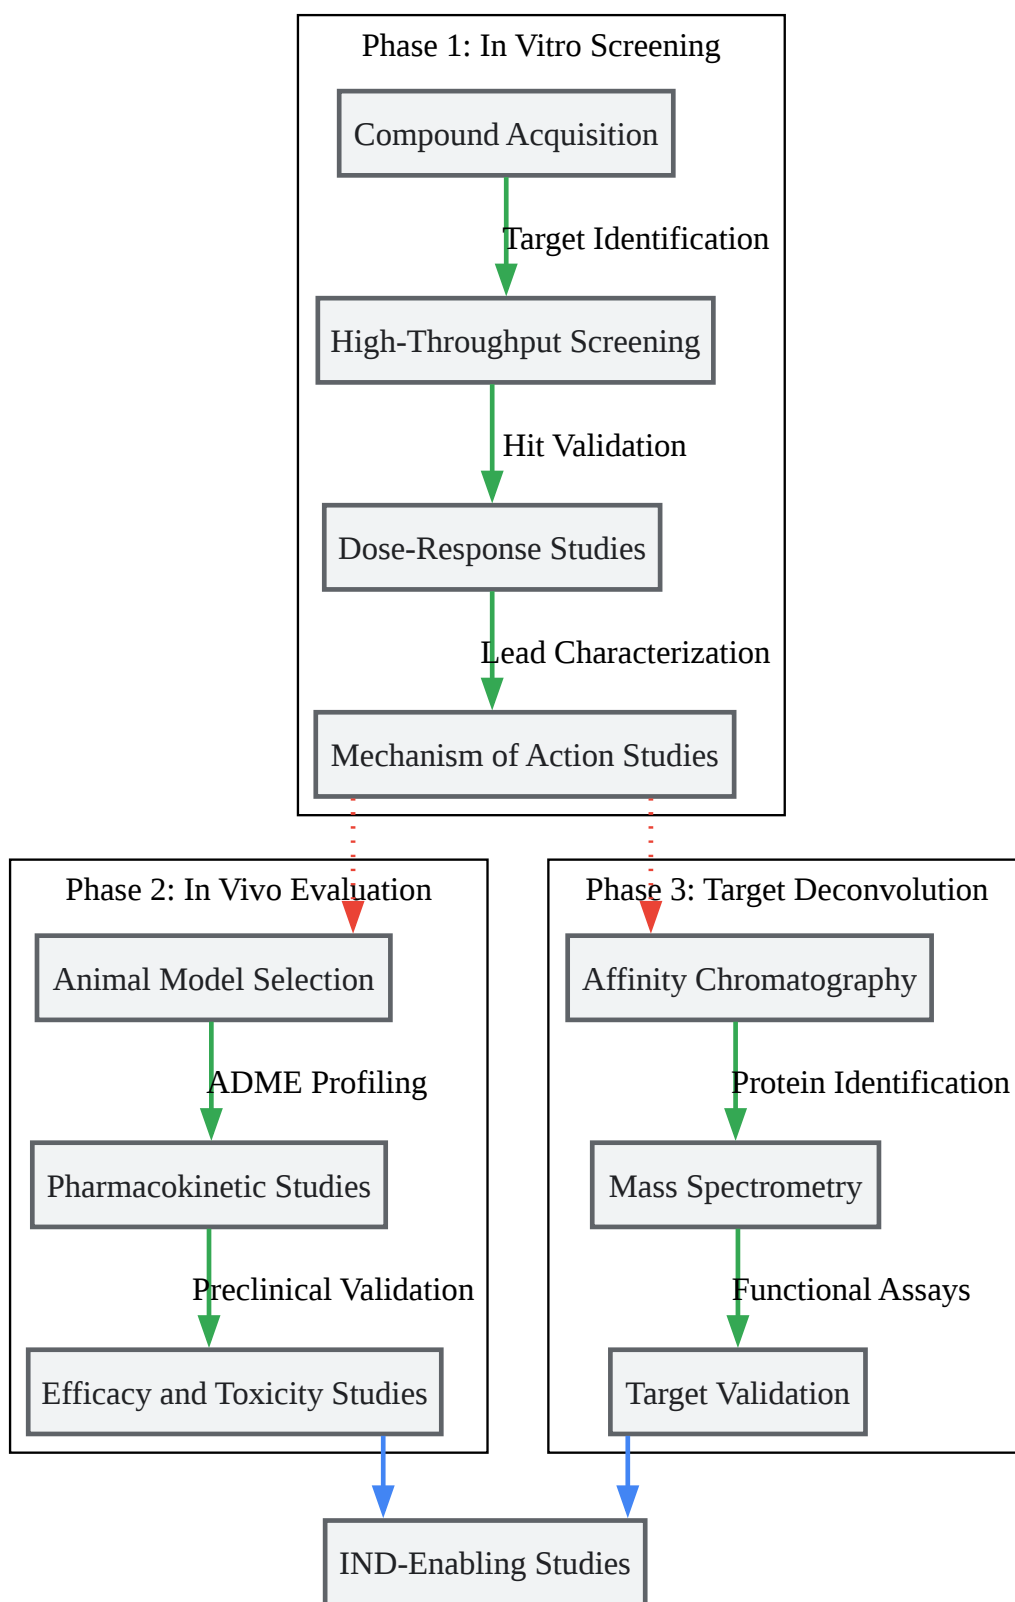 Phase 1: In Vitro Screening
Compound Acquisition
Target Identification
High-Throughput Screening
Hit Validation
Dose-Response Studies
Lead Characterization
Mechanism of Action Studies
Phase 2: In Vivo Evaluation
Animal Model Selection
ADME Profiling
Pharmacokinetic Studies
Preclinical Validation
Efficacy and Toxicity Studies
Phase 3: Target Deconvolution
Affinity Chromatography
Protein Identification
Mass Spectrometry
Functional Assays
Target Validation
IND-Enabling Studies